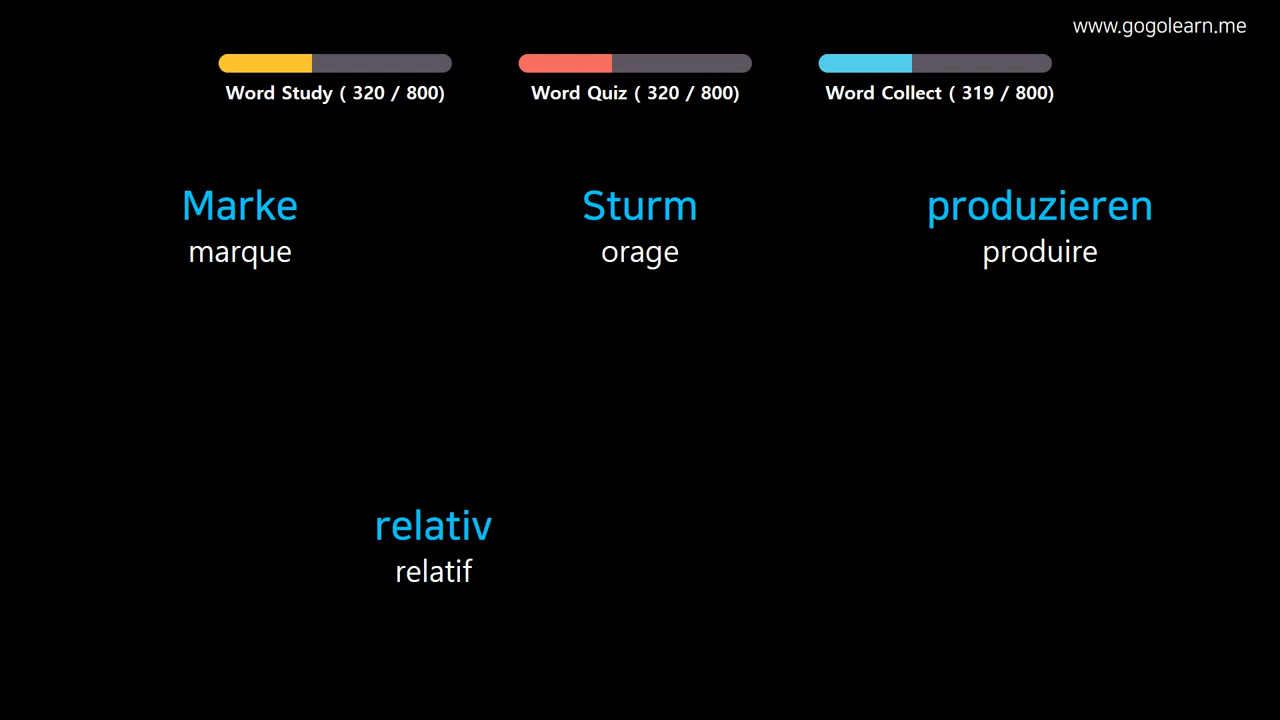 www.gogolearn.me
Word Study ( 320 / 800)
Word Quiz ( 320 / 800)
Word Collect ( 319 / 800)
Marke
marque
Sturm
orage
produzieren
produire
relativ
relatif